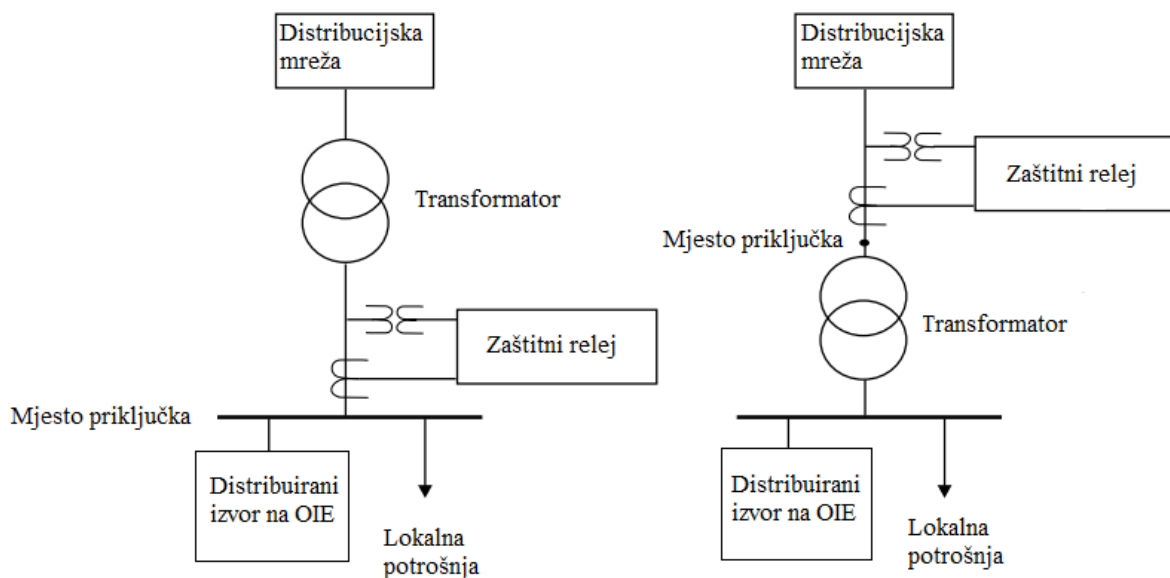 Distribucijska
mreža
Transformator
Zaštitni relej
Mjesto priključka
Distribuirani
izvor na OIE
Lokalna
potrošnja
Distribucijska
mreža
Zaštitni relej
Mjesto priključka
Transformator
Distribuirani
izvor na OIE
Lokalna
potrošnja